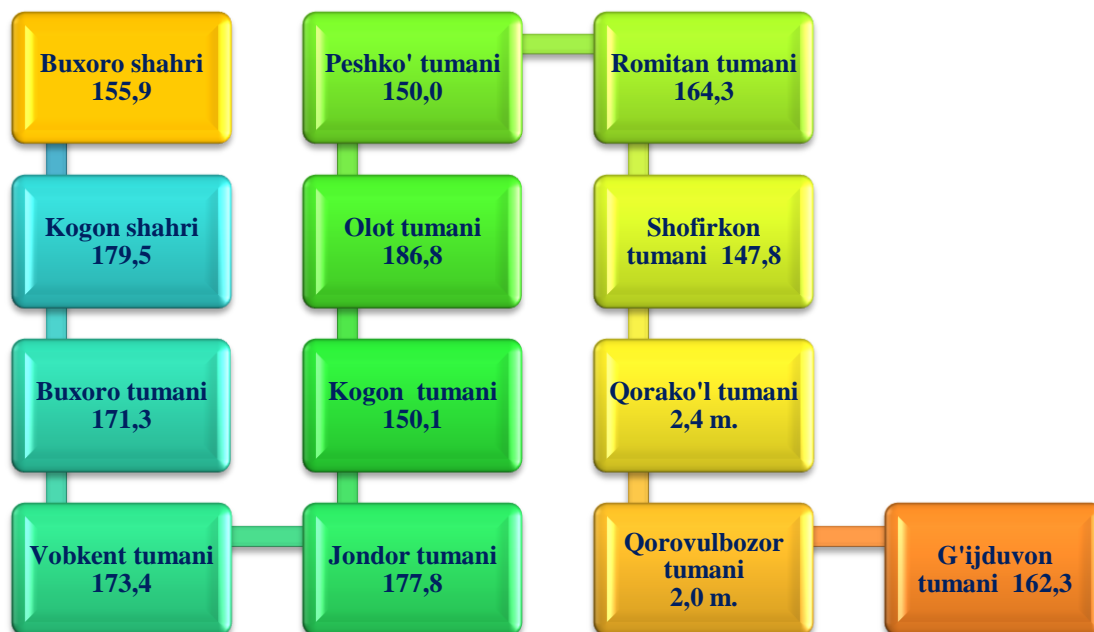 Buxoro shahri
155,9
Kogon shahri
179,5
Buxoro tumani
171,3
Vobkent tumani
173,4
Jondor tumani
177,8
Kogon tumani
150,1
Olot tumani
186,8
Peshko' tumani
150,0
Romitan tumani
164,3
Shofirkon
tumani 147,8
Qorako'l tumani
2,4 m.
Qorovulbozor
tumani
2,0 m.
G'ijduvon
tumani 162,3